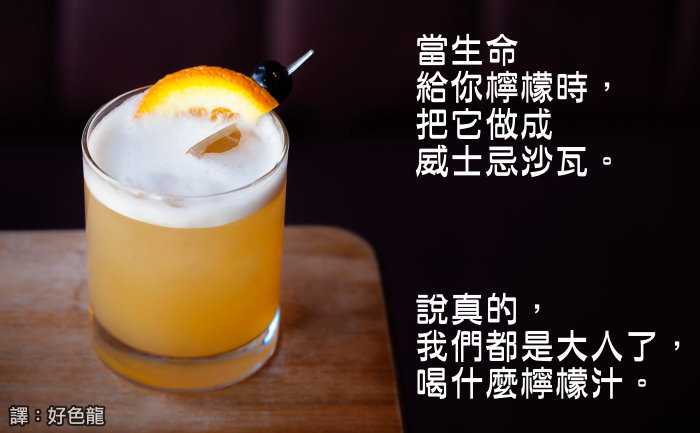 當生命
給你檸檬時，
把它做成
威士忌沙瓦。
說真的，
我們都是大人了，
喝什麼檸檬汁。
譯：好色龍